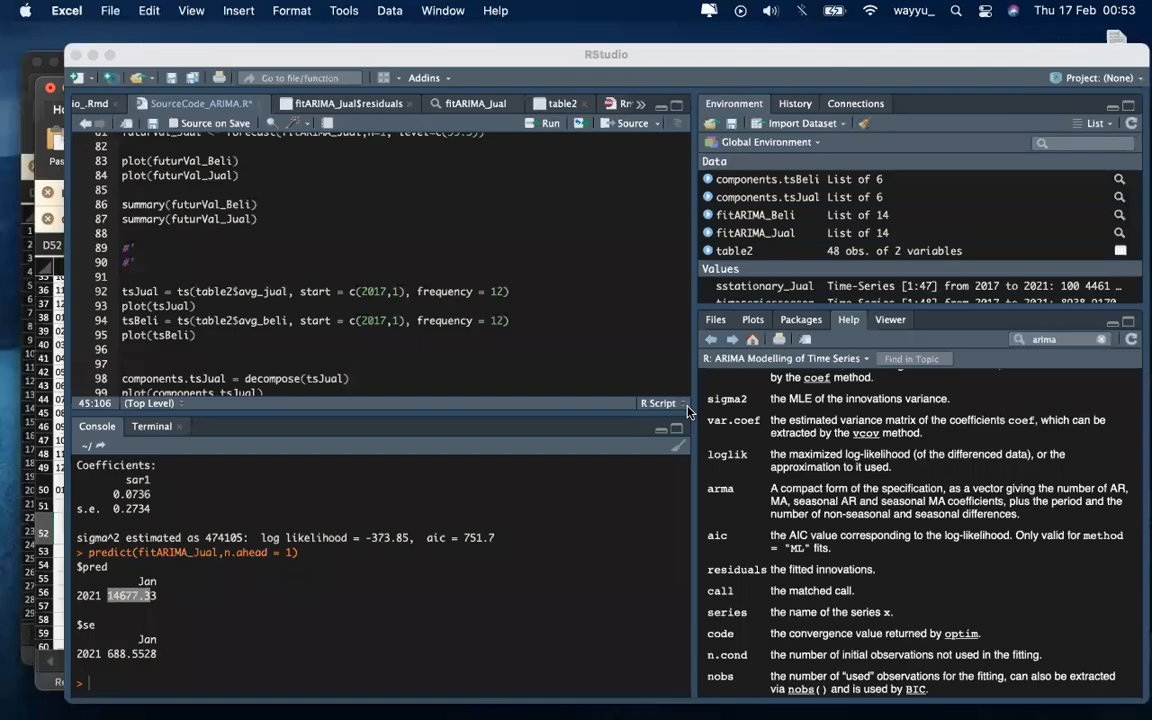 Excel File Edit View Insert Format Tools Data Window Help wayyu_ Thu 17 Feb 00:53
RStudio
Go to file/function Addins Project: (None)
io_.Rmd SourceCode_ARIMA.R* fitARIMA_Jual$residuals fitARIMA_Jual table2
Source on Save Run Source
82
83 plot(futurVal_Beli)
84 plot(futurVal_Jual)
85
86 summary(futurVal_Beli)
87 summary(futurVal_Jual)
88
89 #'
90 #'
91
92 tsJual = ts(table2$avg_jual, start = c(2017,1), frequency = 12)
93 plot(tsJual)
94 tsBeli = ts(table2$avg_beli, start = c(2017,1), frequency = 12)
95 plot(tsBeli)
96
97
98 components.tsJual = decompose(tsJual)
99 plot(components.tsJual)
45:106 (Top Level) R Script
Console Terminal
~/
Coefficients:
sar1
0.0736
s.e. 0.2734
sigma^2 estimated as 474105: log likelihood = -373.85, aic = 751.7
> predict(fitARIMA_Jual,n.ahead = 1)
$pred
Jan
2021 14677.33
$se
Jan
2021 688.5528
>
Environment History Connections
Import Dataset List
Global Environment
Data
components.tsBeli List of 6
components.tsJual List of 6
fitARIMA_Beli List of 14
fitARIMA_Jual List of 14
table2 48 obs. of 2 variables
Values
sstationary_Jual Time-Series [1:47] from 2017 to 2021: 100 4461
Files Plots Packages Help Viewer
arima
R: ARIMA Modelling of Time Series Find in Topic
by the coef method.
sigma2 the MLE of the innovations variance.
var.coef the estimated variance matrix of the coefficients coef, which can be
extracted by the vcov method.
loglik the maximized log-likelihood (of the differenced data), or the
approximation to it used.
arma A compact form of the specification, as a vector giving the number of AR,
MA, seasonal AR and seasonal MA coefficients, plus the period and the
number of non-seasonal and seasonal differences.
aic the AIC value corresponding to the log-likelihood. Only valid for method
= "ML" fits.
residuals the fitted innovations.
call the matched call.
series the name of the series x.
code the convergence value returned by optim.
n.cond the number of initial observations not used in the fitting.
nobs the number of "used" observations for the fitting, can also be extracted
via nobs() and is used by BIC.
Pas
D52